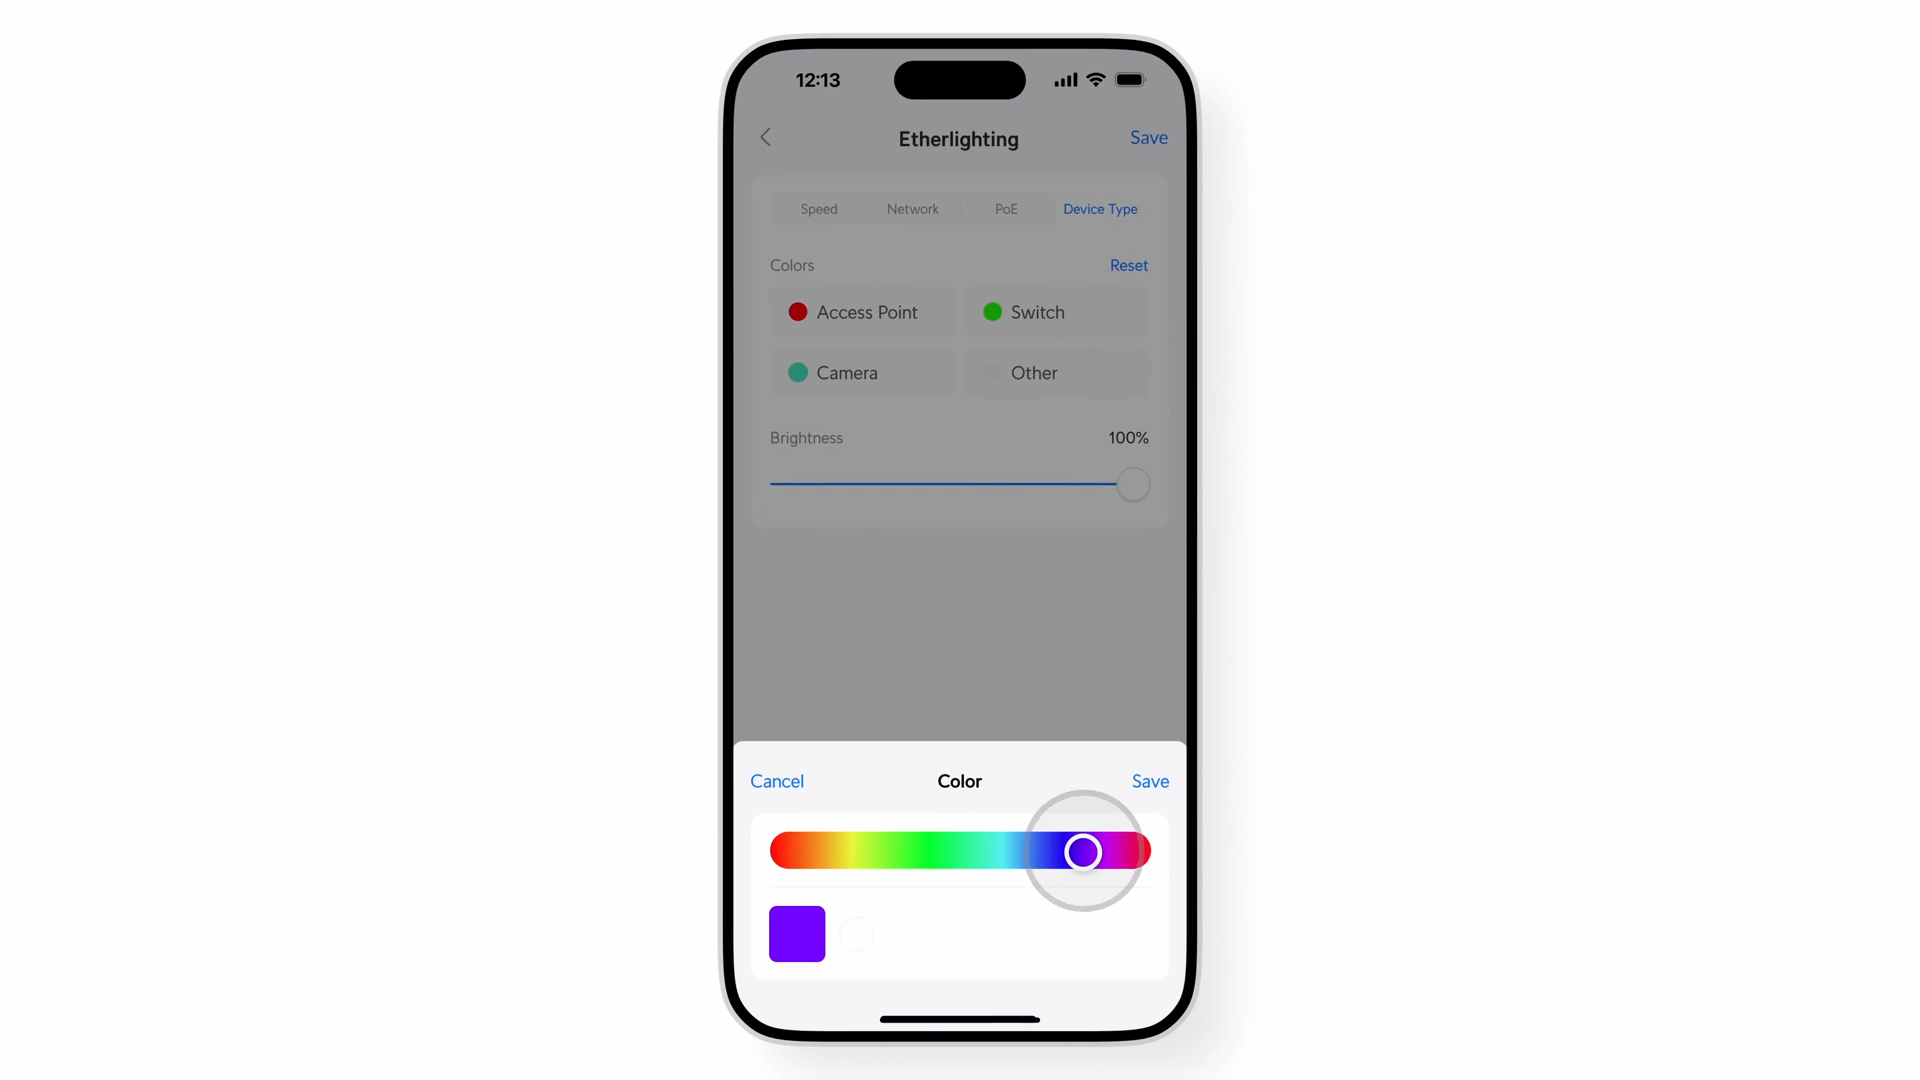 12:13
Etherlighting
Save
Speed
Network
PoE
Device Type
Colors
Reset
Access Point
Switch
Camera
Other
Brightness
100%
Cancel
Color
Save